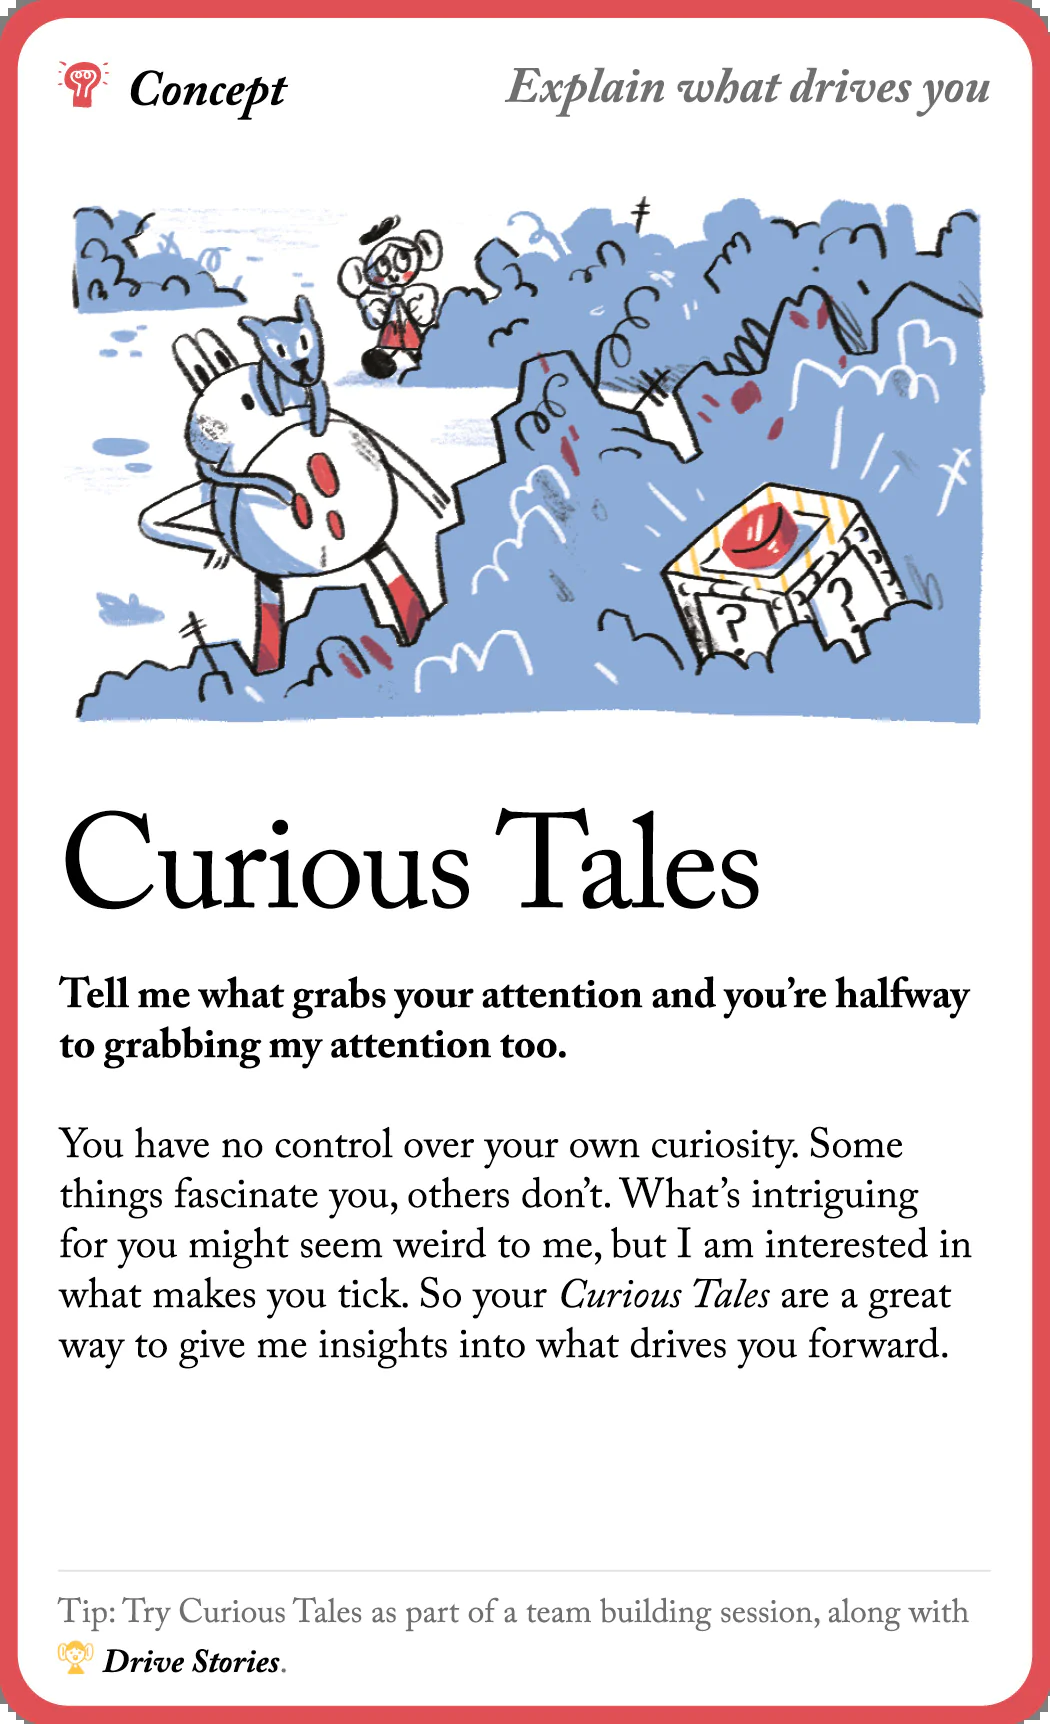 Concept
Explain what drives you
?
?
Curious Tales
Tell me what grabs your attention and you’re halfway
to grabbing my attention too.
You have no control over your own curiosity. Some
things fascinate you, others don’t. What’s intriguing
for you might seem weird to me, but I am interested in
what makes you tick. So your Curious Tales are a great
way to give me insights into what drives you forward.
Tip: Try Curious Tales as part of a team building session, along with
Drive Stories.